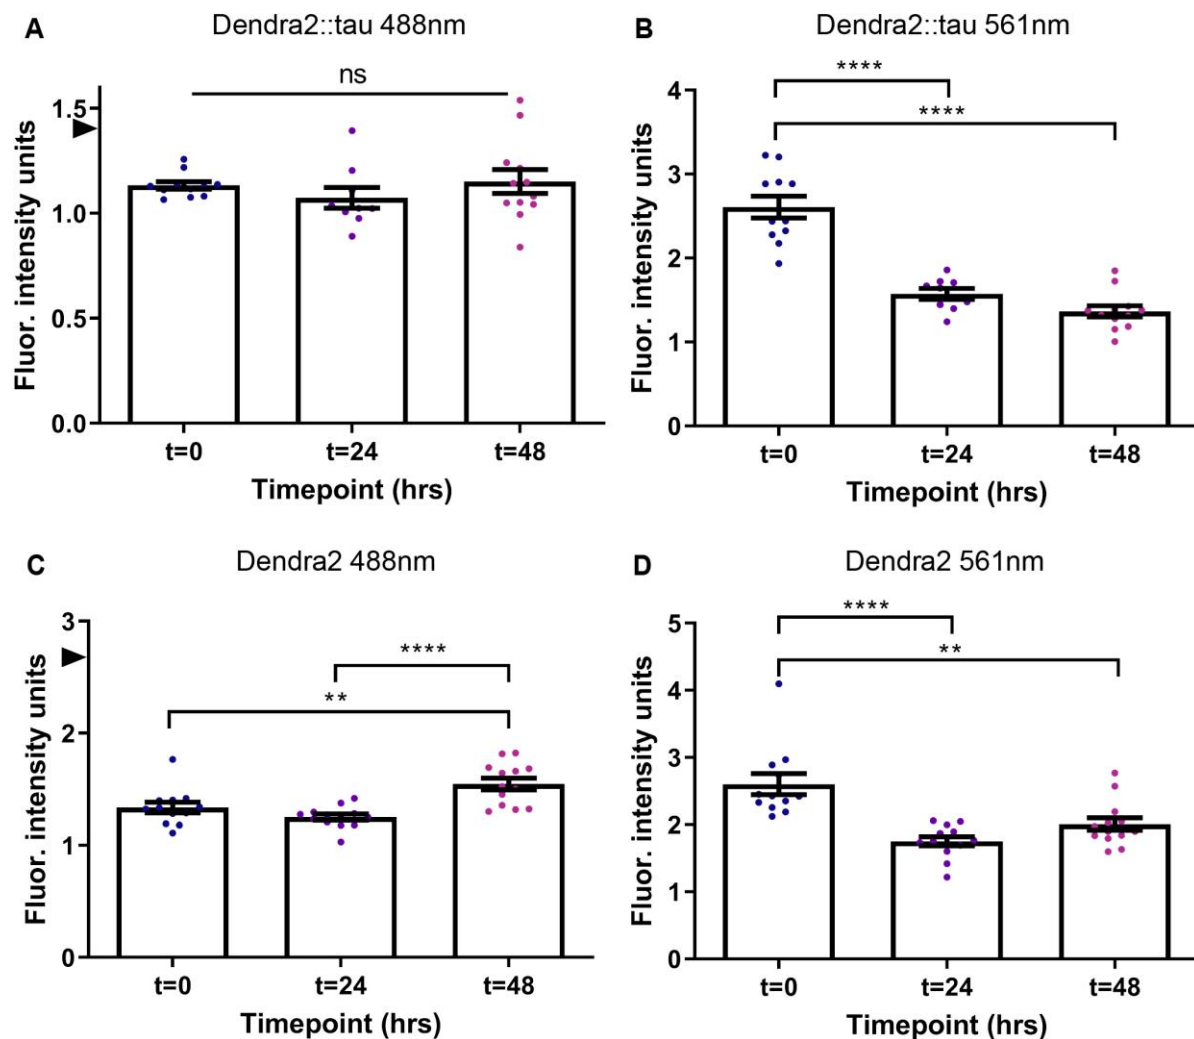 A
Dendra2::tau 488nm
ns
Fluor. intensity units
1.5
1.0
0.5
0.0
t=0 t=24 t=48
Timepoint (hrs)
B
Dendra2::tau 561nm
****
****
Fluor. intensity units
4
3
2
1
0
t=0 t=24 t=48
Timepoint (hrs)
C
Dendra2 488nm
****
**
Fluor. intensity units
3
2
1
0
t=0 t=24 t=48
Timepoint (hrs)
D
Dendra2 561nm
****
**
Fluor. intensity units
5
4
3
2
1
0
t=0 t=24 t=48
Timepoint (hrs)